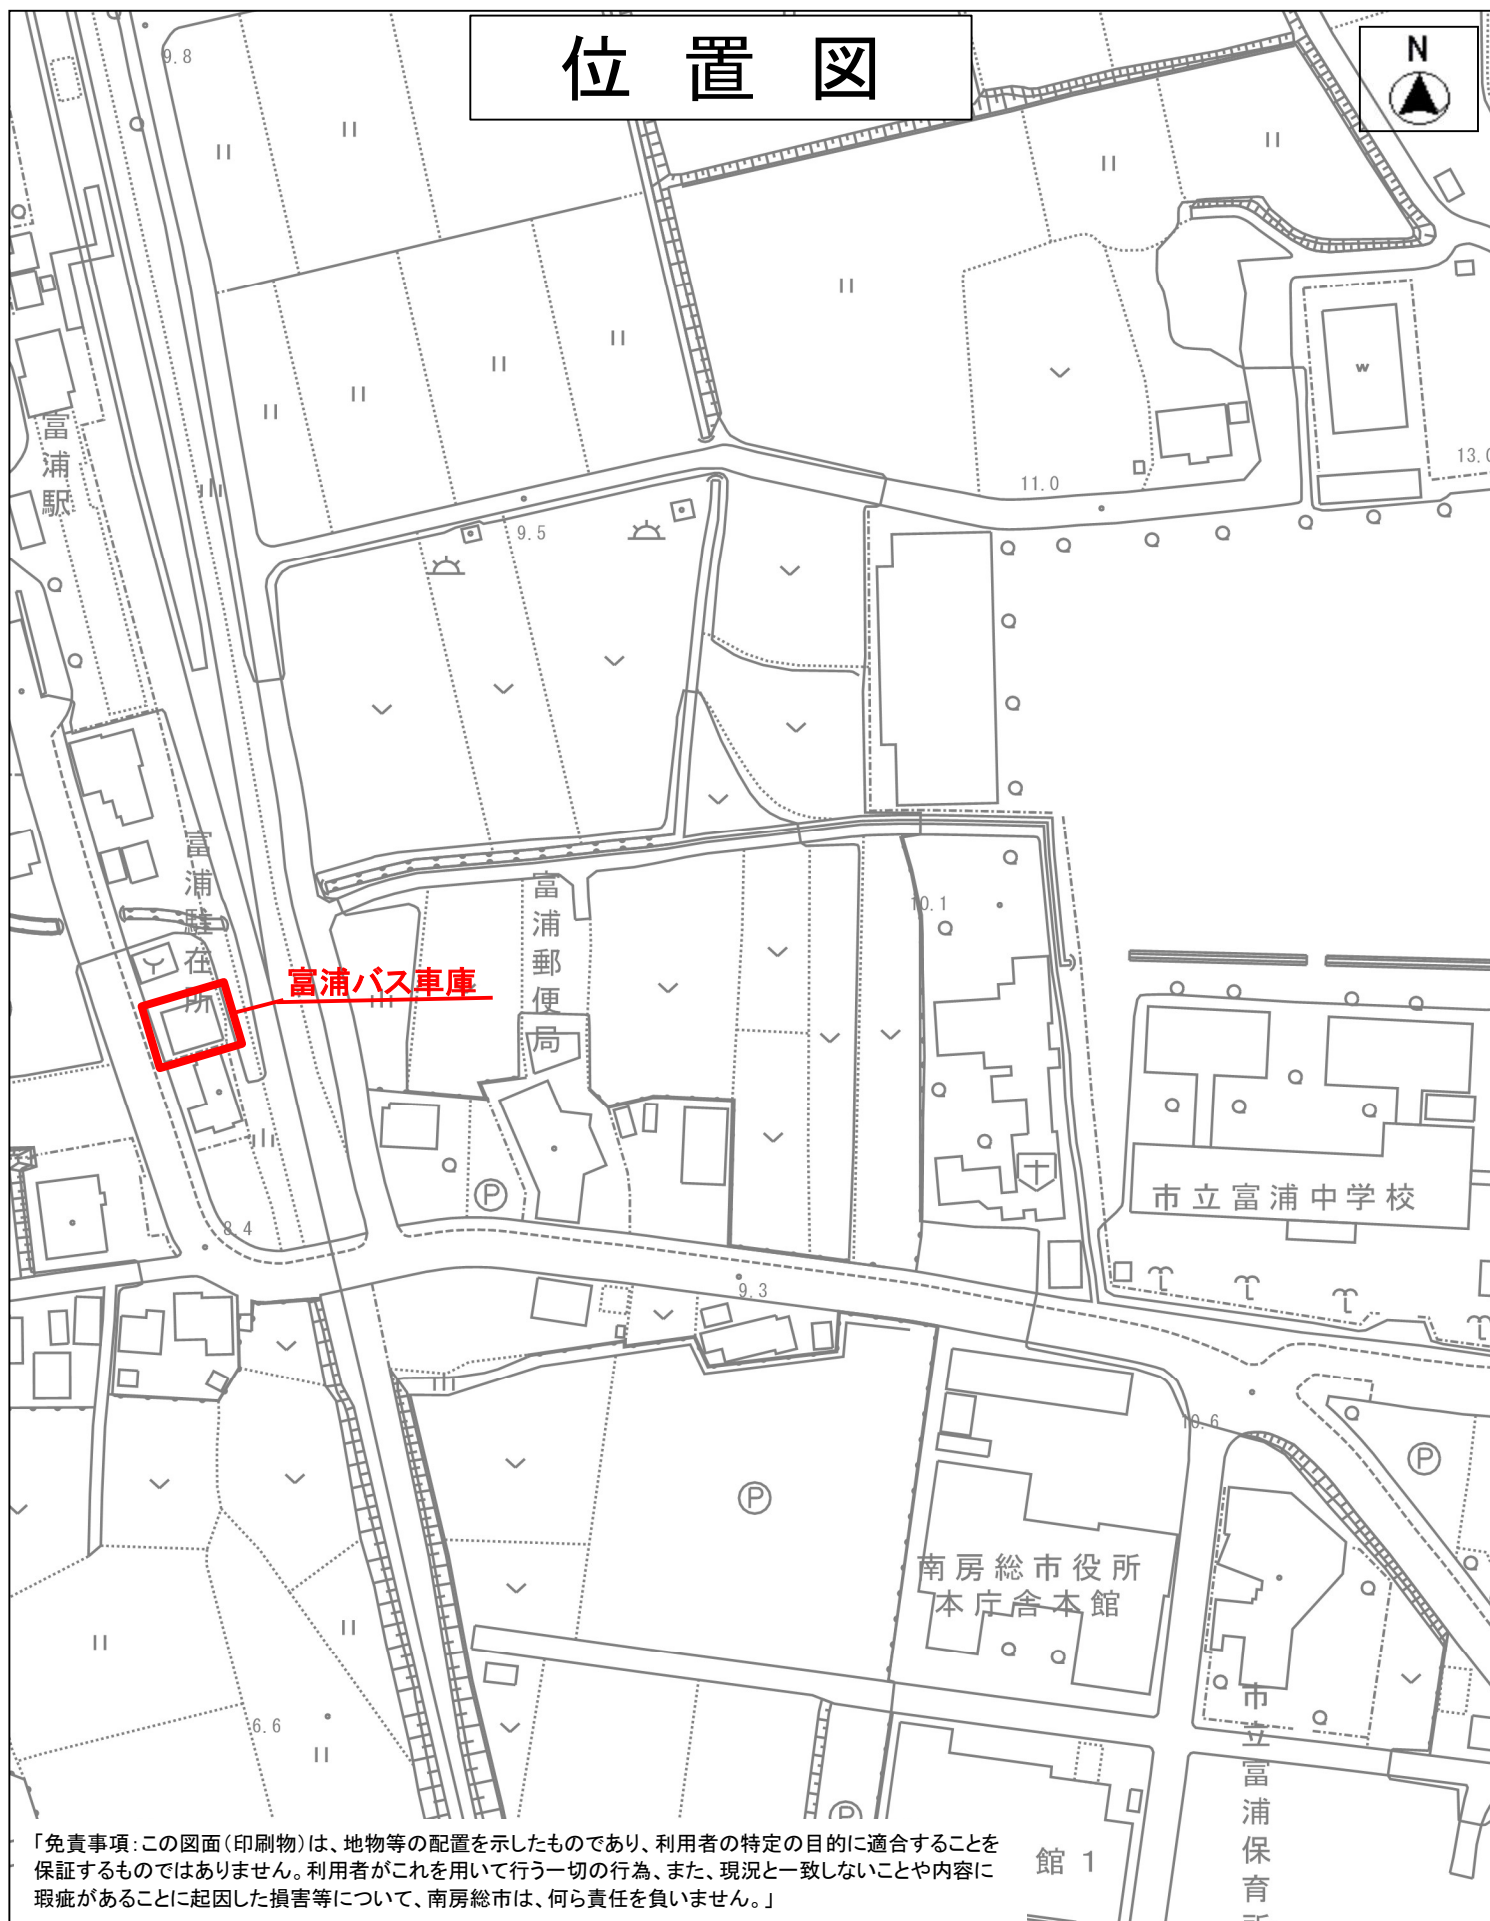 位置図
N
9.8
富浦駅
13.0
11.0
9.5
w
富浦駐在所
富浦郵便局
10.1
富浦バス車庫
P
市立富浦中学校
8.4
9.3
10.6
P
P
南房総市役所
本庁舎本館
6.6
市立富浦保育所
P
館1
「免責事項:この図面(印刷物)は、地物等の配置を示したものであり、利用者の特定の目的に適合することを
保証するものではありません。利用者がこれを用いて行う一切の行為、また、現況と一致しないことや内容に
瑕疵があることに起因した損害等について、南房総市は、何ら責任を負いません。」